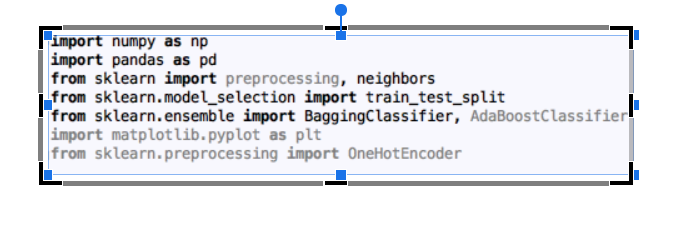 import numpy as np
import pandas as pd
from sklearn import preprocessing, neighbors
from sklearn.model_selection import train_test_split
from sklearn.ensemble import BaggingClassifier, AdaBoostClassifier
import matplotlib.pyplot as plt
from sklearn.preprocessing import OneHotEncoder